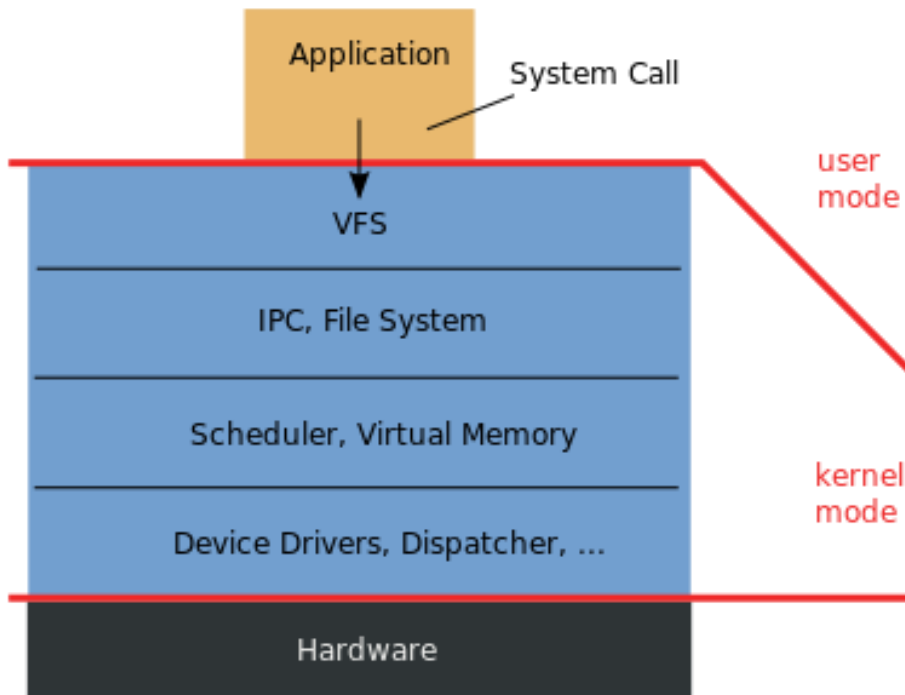 Application
System Call
user
mode
VFS
IPC, File System
Scheduler, Virtual Memory
kernel
mode
Device Drivers, Dispatcher, ...
Hardware